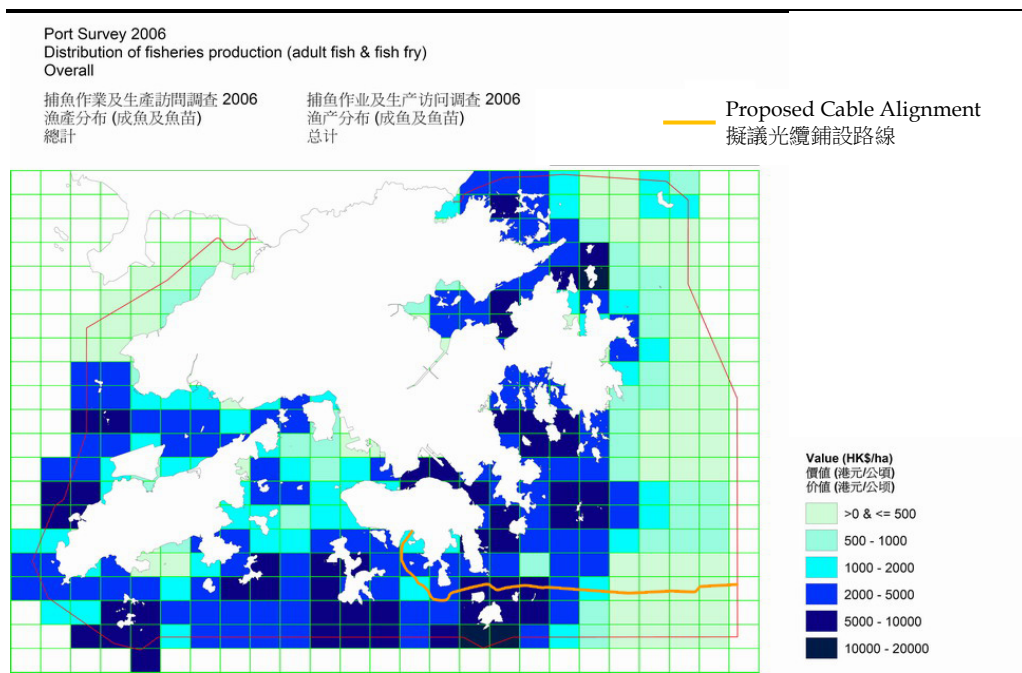 Port Survey 2006
Distribution of fisheries production (adult fish & fish fry)
Overall
捕魚作業及生產訪問調查 2006
漁產分布 (成魚及魚苗)
總計
捕鱼作业及生产访问调查 2006
渔产分布 (成鱼及鱼苗)
总计
Proposed Cable Alignment
擬議光纜鋪設路線
Value (HK$/ha)
價值 (港元/公頃)
价值 (港元/公顷)
>0 & <= 500
500 - 1000
1000 - 2000
2000 - 5000
5000 - 10000
10000 - 20000